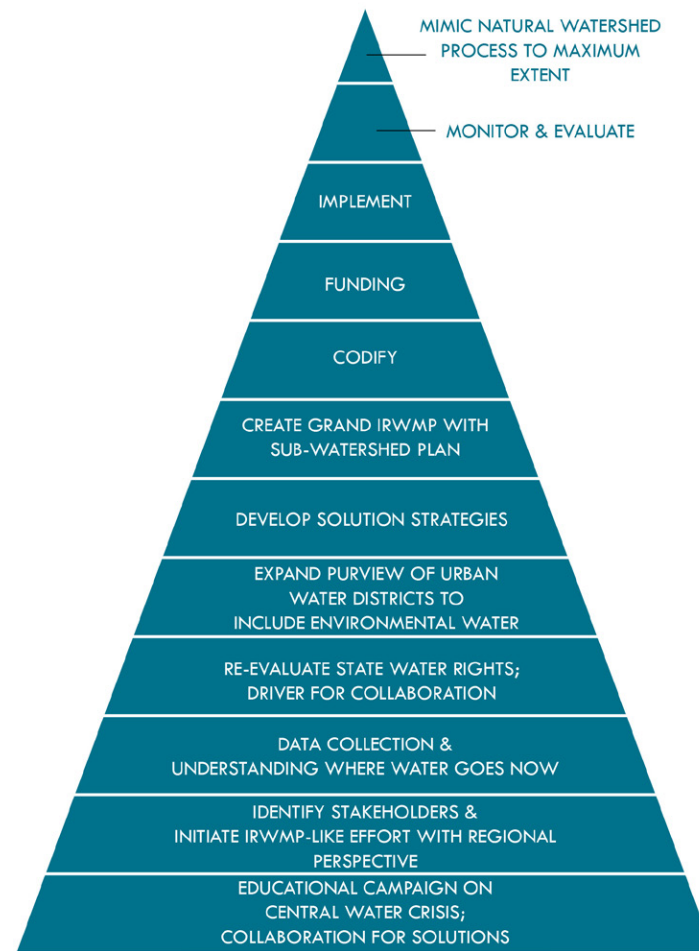 MIMIC NATURAL WATERSHED
PROCESS TO MAXIMUM
EXTENT
MONITOR & EVALUATE
IMPLEMENT
FUNDING
CODIFY
CREATE GRAND IRWMP WITH
SUB-WATERSHED PLAN
DEVELOP SOLUTION STRATEGIES
EXPAND PURVIEW OF URBAN
WATER DISTRICTS TO
INCLUDE ENVIRONMENTAL WATER
RE-EVALUATE STATE WATER RIGHTS;
DRIVER FOR COLLABORATION
DATA COLLECTION &
UNDERSTANDING WHERE WATER GOES NOW
IDENTIFY STAKEHOLDERS &
INITIATE IRWMP-LIKE EFFORT WITH REGIONAL
PERSPECTIVE
EDUCATIONAL CAMPAIGN ON
CENTRAL WATER CRISIS;
COLLABORATION FOR SOLUTIONS